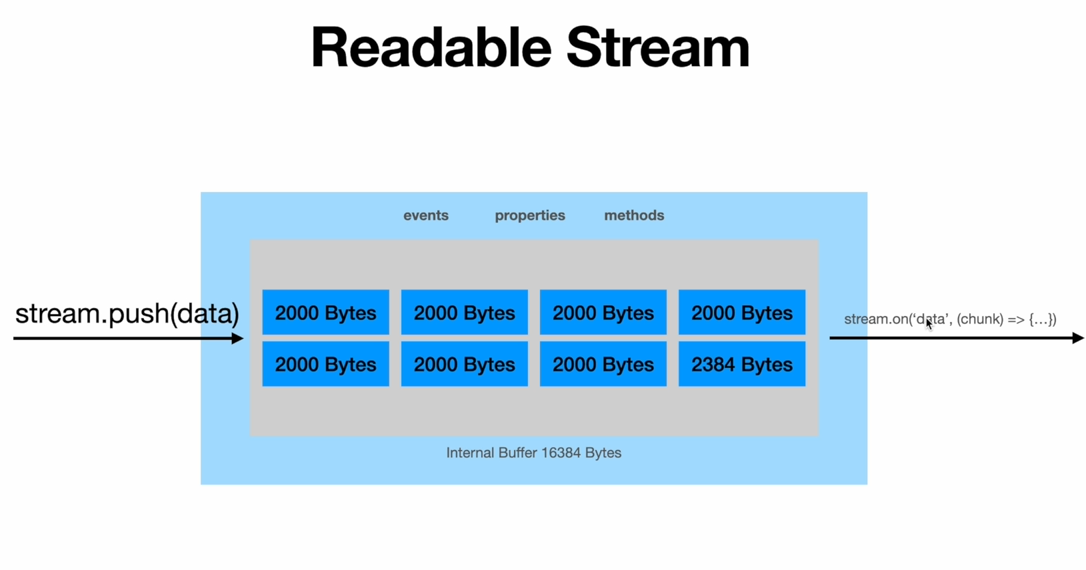 Readable Stream
events properties methods
stream.push(data)
2000 Bytes 2000 Bytes 2000 Bytes 2000 Bytes
stream.on(‘data’, (chunk) => {…})
2000 Bytes 2000 Bytes 2000 Bytes 2384 Bytes
Internal Buffer 16384 Bytes